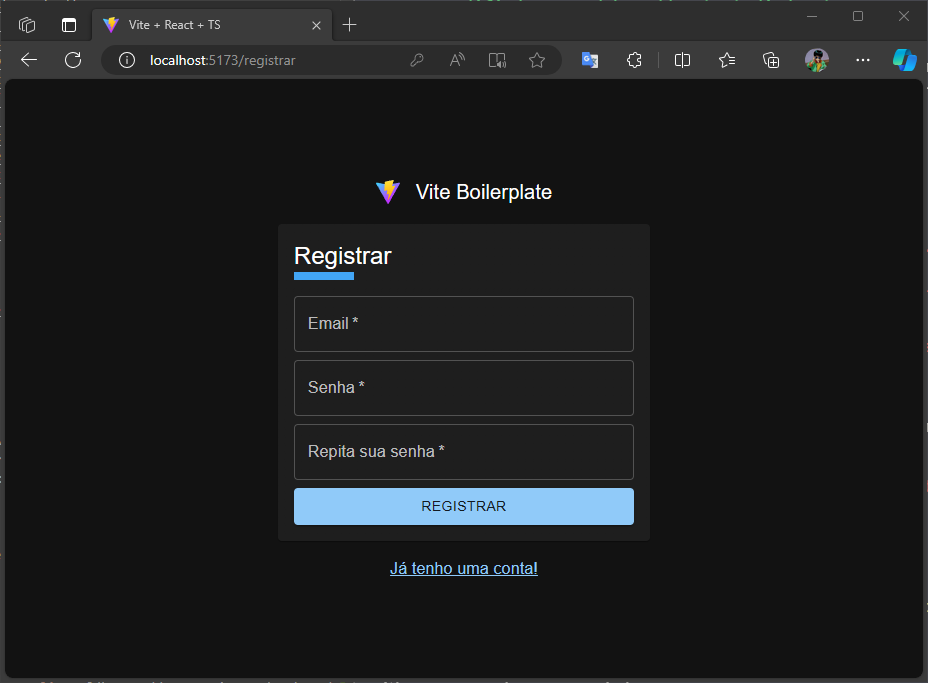 Vite + React + TS
localhost:5173/registrar
Vite Boilerplate
Registrar
Email *
Senha *
Repita sua senha *
REGISTRAR
Já tenho uma conta!